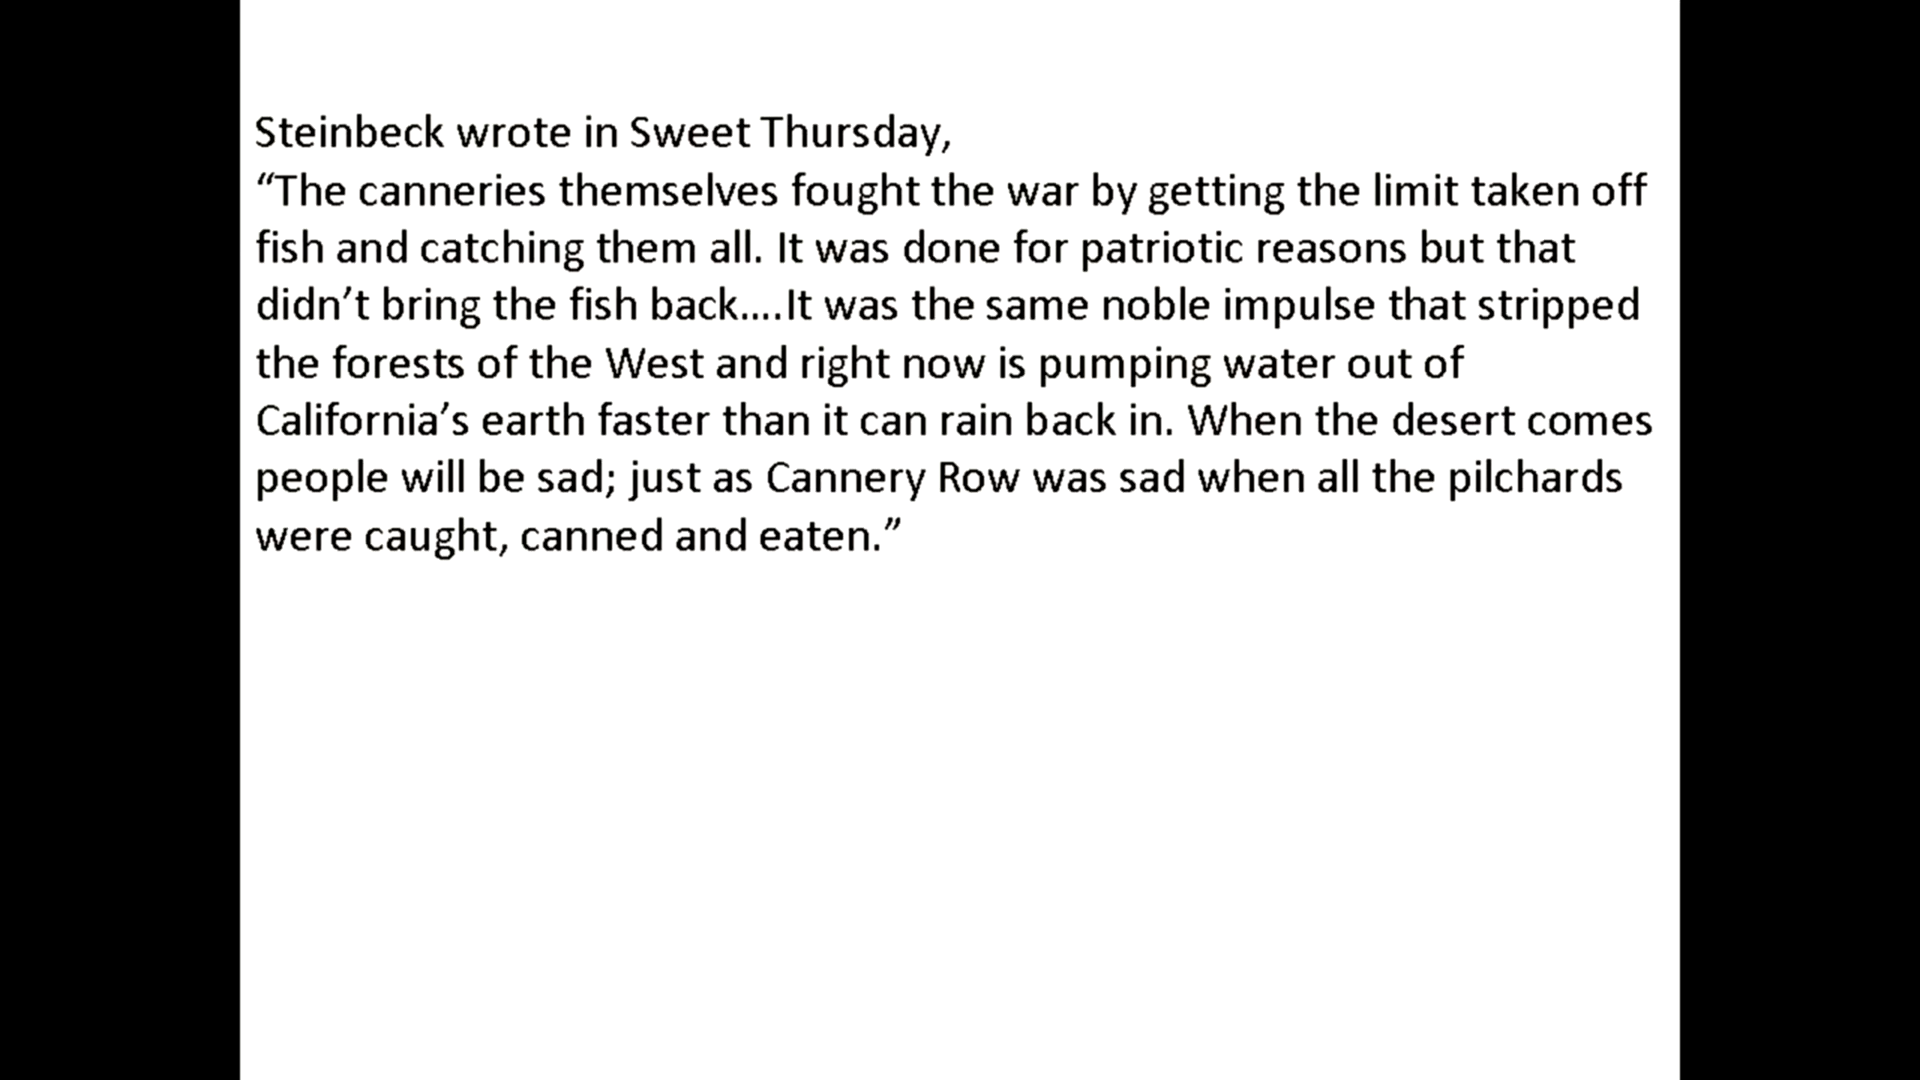 Steinbeck wrote in Sweet Thursday,
“The canneries themselves fought the war by getting the limit taken off
fish and catching them all. It was done for patriotic reasons but that
didn’t bring the fish back….It was the same noble impulse that stripped
the forests of the West and right now is pumping water out of
California’s earth faster than it can rain back in. When the desert comes
people will be sad; just as Cannery Row was sad when all the pilchards
were caught, canned and eaten.”